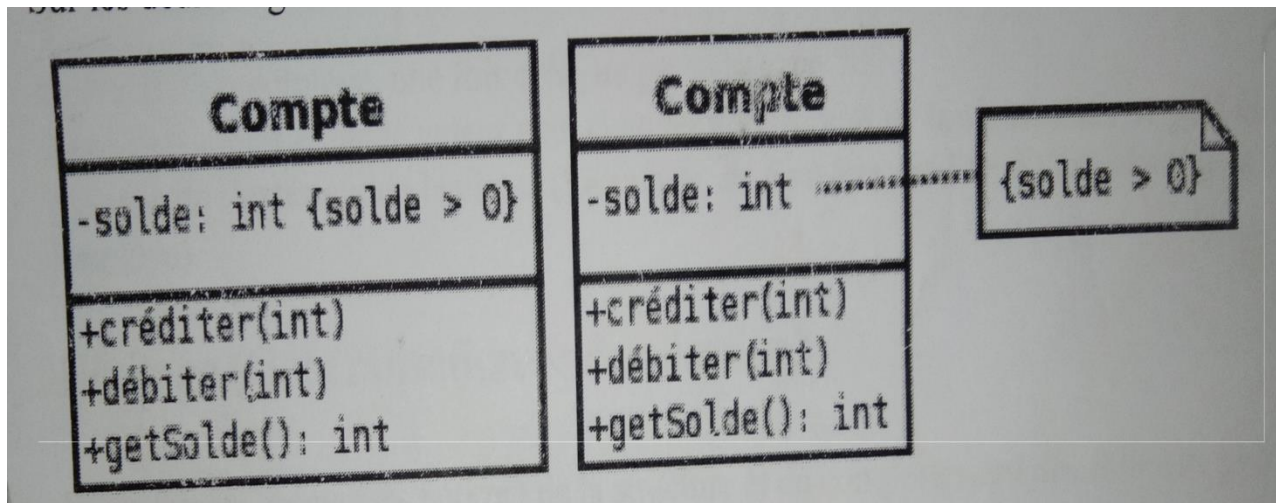 Compte
-solde: int {solde > 0}
+créditer(int)
+débiter(int)
+getSolde(): int
Compte
-solde: int
+créditer(int)
+débiter(int)
+getSolde(): int
{solde > 0}